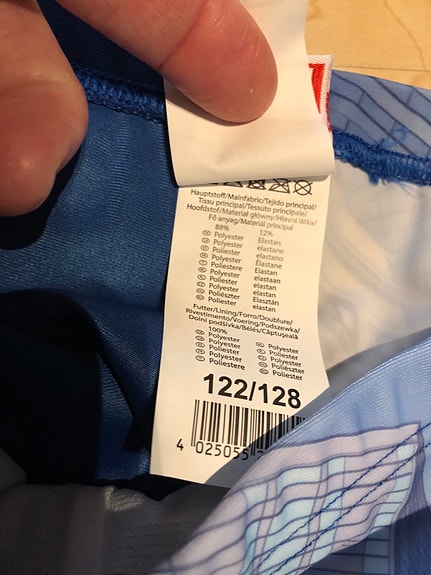 Hauptstoff/Mainfabric/Tejido principal/
Tissu principal/Tessuto principale/
Hoofdstof/Materiał główny/Hlavní látka/
Fő anyag/Material principal
88% 12%
Polyester Elastan
Polyester elastane
Poliéster elastano
Polyester Élastane
Poliestere elastan
Polyester elastaan
Poliester elastan
Polyester elastan
Poliészter Elasztán
Poliester elastan
Futter/Lining/Forro/Doublure/
Rivestimento/Voering/Podszewka/
Dolní podšívka/Bélés/Căptușeală
100%
Polyester Polyester
Polyester Poliester
Poliéster Polyester
Polyester Poliészter
Poliestere Poliester
122/128
4 025055